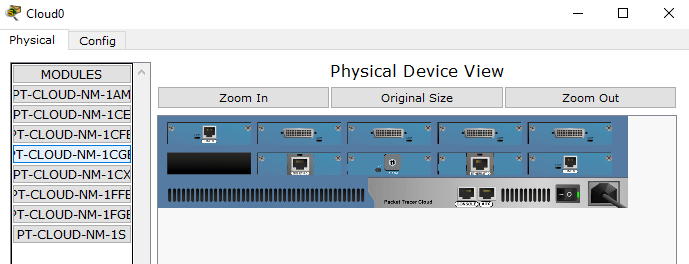 Cloud0
Physical Config
MODULES
PT-CLOUD-NM-1AM
PT-CLOUD-NM-1CE
PT-CLOUD-NM-1CFE
PT-CLOUD-NM-1CGE
PT-CLOUD-NM-1CX
PT-CLOUD-NM-1FFE
PT-CLOUD-NM-1FGE
PT-CLOUD-NM-1S
Physical Device View
Zoom In Original Size Zoom Out
Packet Tracer Cloud
CONSOLE AUX